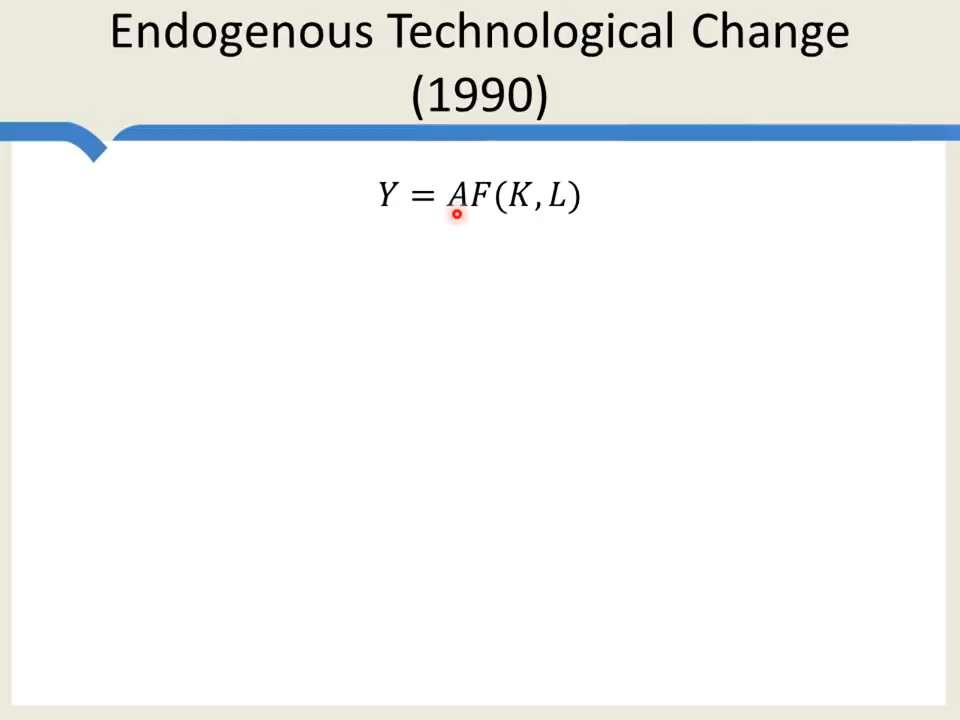 Endogenous Technological Change
(1990)
𝑌 = 𝐴𝐹(𝐾, 𝐿)